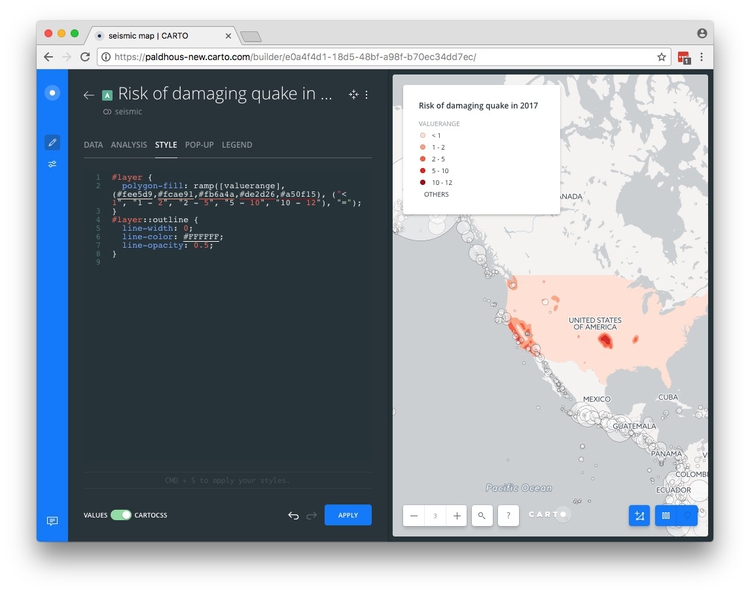 seismic map | CARTO
https://paldhous-new.carto.com/builder/e0a4f4d1-18d5-48bf-a98f-b70ec34dd7ec/
1
A Risk of damaging quake in ...
seismic
DATA ANALYSIS STYLE POP-UP LEGEND
1 #layer {
2 polygon-fill: ramp([valuerange],
(#fee5d9,#fcae91,#fb6a4a,#de2d26,#a50f15), ("<
1", "1 – 2", "2 – 5", "5 – 10", "10 – 12"), "=");
3 }
4 #layer::outline {
5 line-width: 0;
6 line-color: #FFFFFF;
7 line-opacity: 0.5;
8 }
9
CMD + S to apply your styles.
VALUES CARTOCSS
APPLY
Risk of damaging quake in 2017
VALUERANGE
< 1
1 - 2
2 - 5
5 - 10
10 - 12
OTHERS
ANADA
UNITED STATES
OF AMERICA
MEXICO
CUBA
GUATEMALA
PANAMA
V
COLOMBI
ECUADOR
Pacific Ocean
− 3 +
?
CARTO